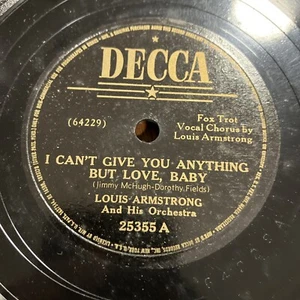 DECCA
(64229)
Fox Trot
Vocal Chorus by
Louis Armstrong
I CAN'T GIVE YOU ANYTHING
BUT LOVE, BABY
(Jimmy McHugh-Dorothy Fields)
LOUIS ARMSTRONG
And His Orchestra
25355 A